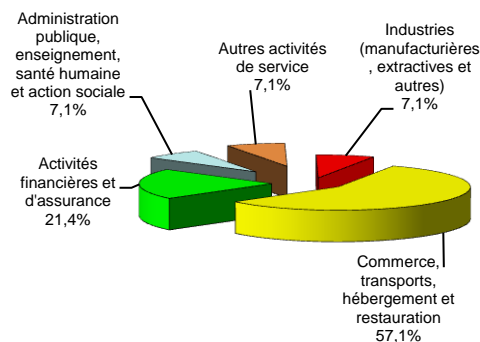 Administration
publique,
enseignement,
santé humaine
et action sociale
7,1%
Autres activités
de service
7,1%
Industries
(manufacturières
, extractives et
autres)
7,1%
Activités
financières et
d'assurance
21,4%
Commerce,
transports,
hébergement et
restauration
57,1%